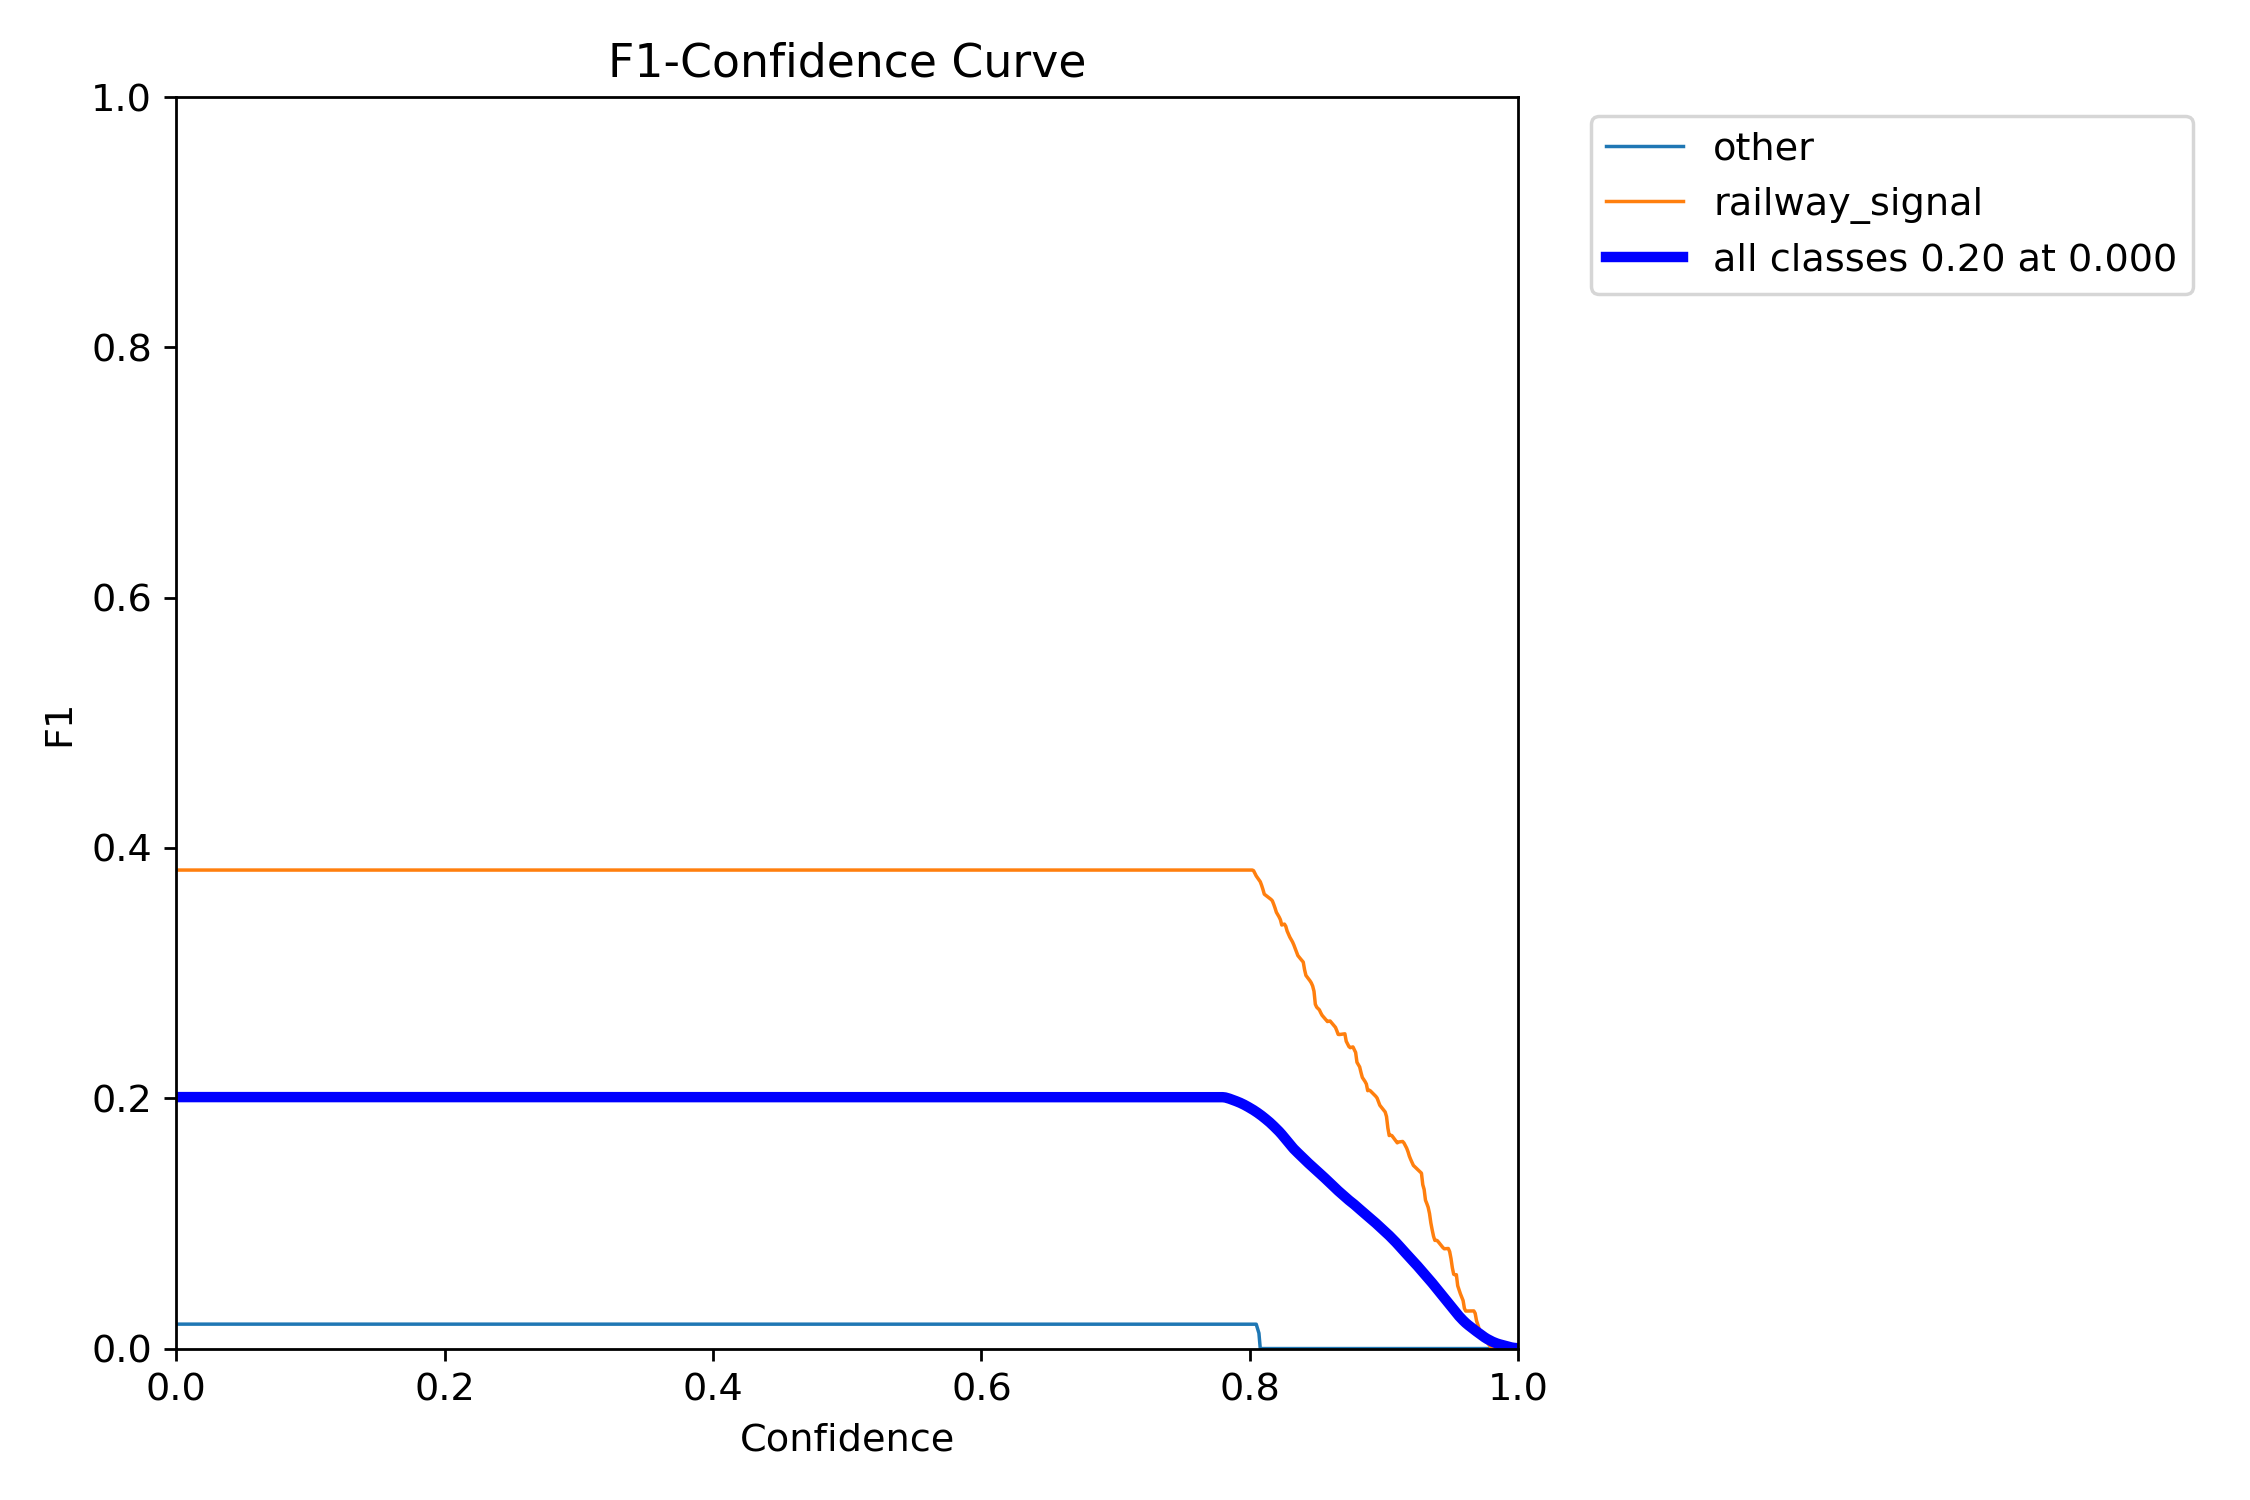 F1-Confidence Curve
1.0
0.8
0.6
0.4
0.2
0.0
F1
0.0 0.2 0.4 0.6 0.8 1.0
Confidence
other
railway_signal
all classes 0.20 at 0.000